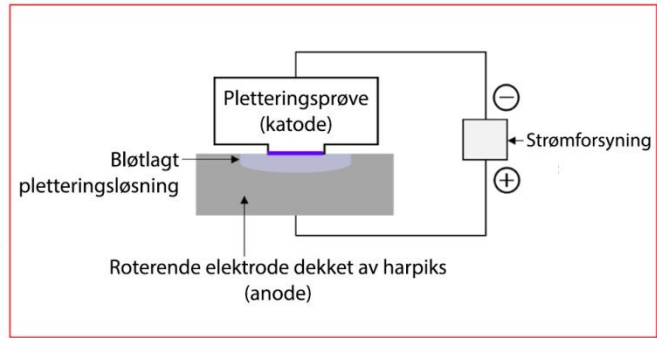 Pletteringsprøve
(katode)
Bløtlagt
pletteringsløsning
Strømforsyning
Roterende elektrode dekket av harpiks
(anode)